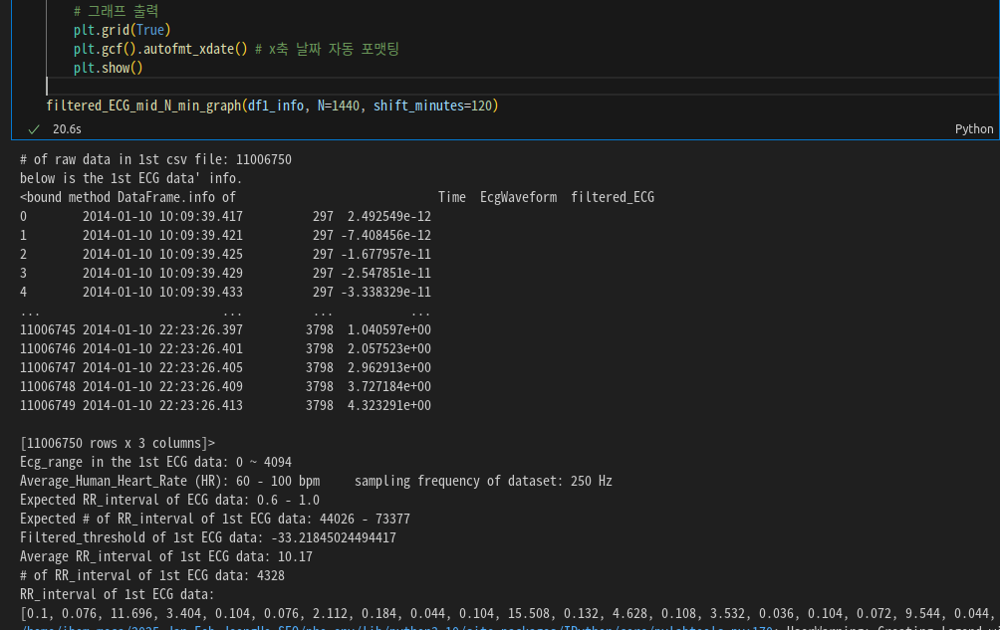 # 그래프 출력
plt.grid(True)
plt.gcf().autofmt_xdate() # x축 날짜 자동 포맷팅
plt.show()
filtered_ECG_mid_N_min_graph(df1_info, N=1440, shift_minutes=120)
✓ 20.6s Python
# of raw data in 1st csv file: 11006750
below is the 1st ECG data' info.
<bound method DataFrame.info of Time EcgWaveform filtered_ECG
0 2014-01-10 10:09:39.417 297 2.492549e-12
1 2014-01-10 10:09:39.421 297 -7.408456e-12
2 2014-01-10 10:09:39.425 297 -1.677957e-11
3 2014-01-10 10:09:39.429 297 -2.547851e-11
4 2014-01-10 10:09:39.433 297 -3.338329e-11
... ... ... ...
11006745 2014-01-10 22:23:26.397 3798 1.040597e+00
11006746 2014-01-10 22:23:26.401 3798 2.057523e+00
11006747 2014-01-10 22:23:26.405 3798 2.962913e+00
11006748 2014-01-10 22:23:26.409 3798 3.727184e+00
11006749 2014-01-10 22:23:26.413 3798 4.323291e+00
[11006750 rows x 3 columns]>
Ecg_range in the 1st ECG data: 0 ~ 4094
Average_Human_Heart_Rate (HR): 60 - 100 bpm sampling frequency of dataset: 250 Hz
Expected RR_interval of ECG data: 0.6 - 1.0
Expected # of RR_interval of 1st ECG data: 44026 - 73377
Filtered_threshold of 1st ECG data: -33.21845024494417
Average RR_interval of 1st ECG data: 10.17
# of RR_interval of 1st ECG data: 4328
RR_interval of 1st ECG data:
[0.1, 0.076, 11.696, 3.404, 0.104, 0.076, 2.112, 0.184, 0.044, 0.104, 15.508, 0.132, 4.628, 0.108, 3.532, 0.036, 0.104, 0.072, 9.544, 0.044,